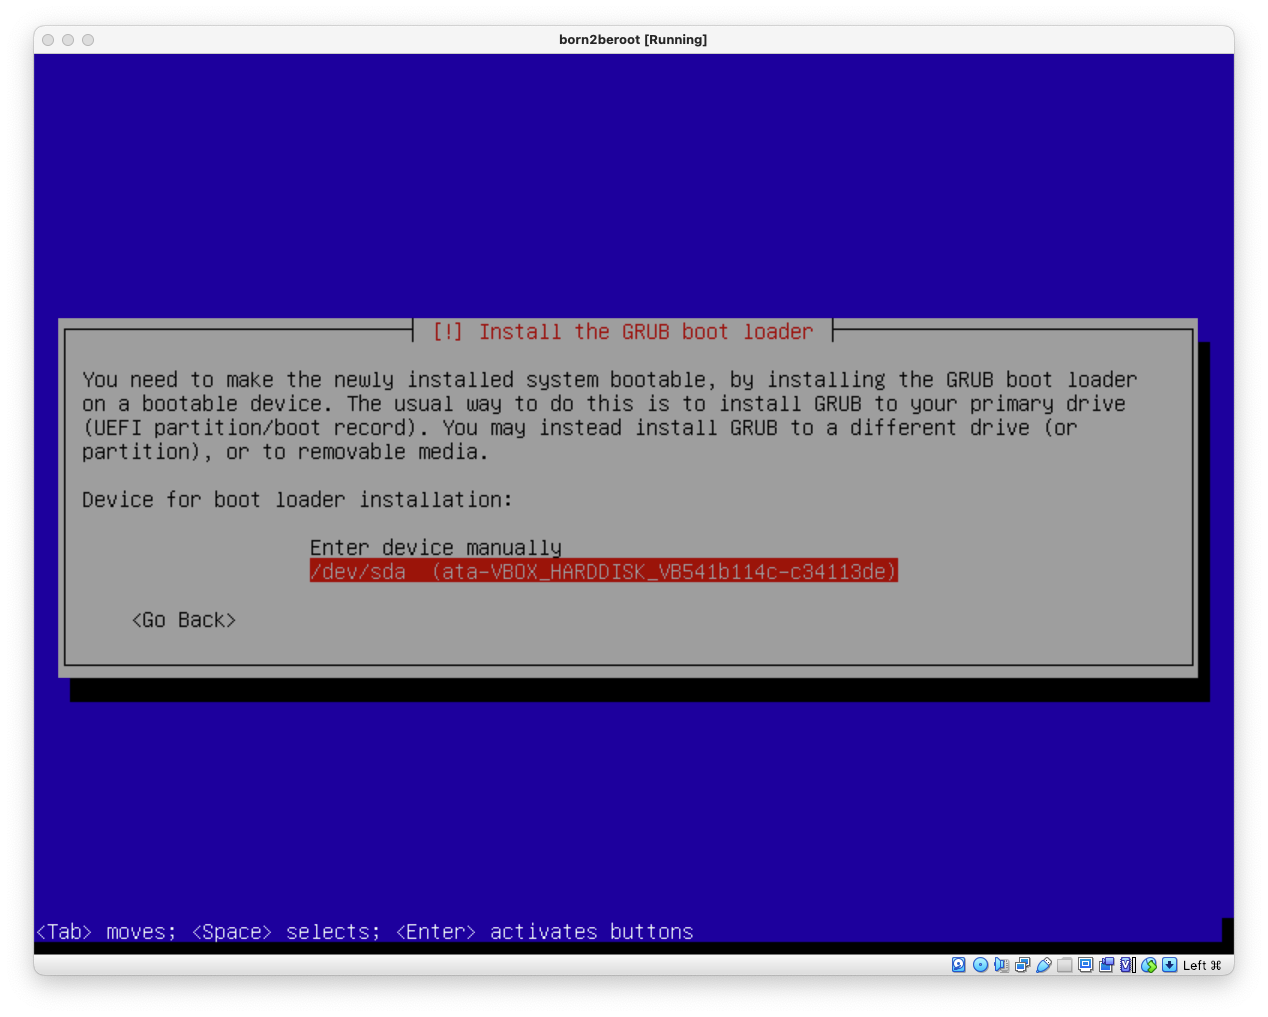 born2beroot [Running]
[!] Install the GRUB boot loader
You need to make the newly installed system bootable, by installing the GRUB boot loader
on a bootable device. The usual way to do this is to install GRUB to your primary drive
(UEFI partition/boot record). You may instead install GRUB to a different drive (or
partition), or to removable media.
Device for boot loader installation:
Enter device manually
/dev/sda  (ata-VBOX_HARDDISK_VB541b114c-c34113de)
<Go Back>
<Tab> moves; <Space> selects; <Enter> activates buttons
Left ⌘